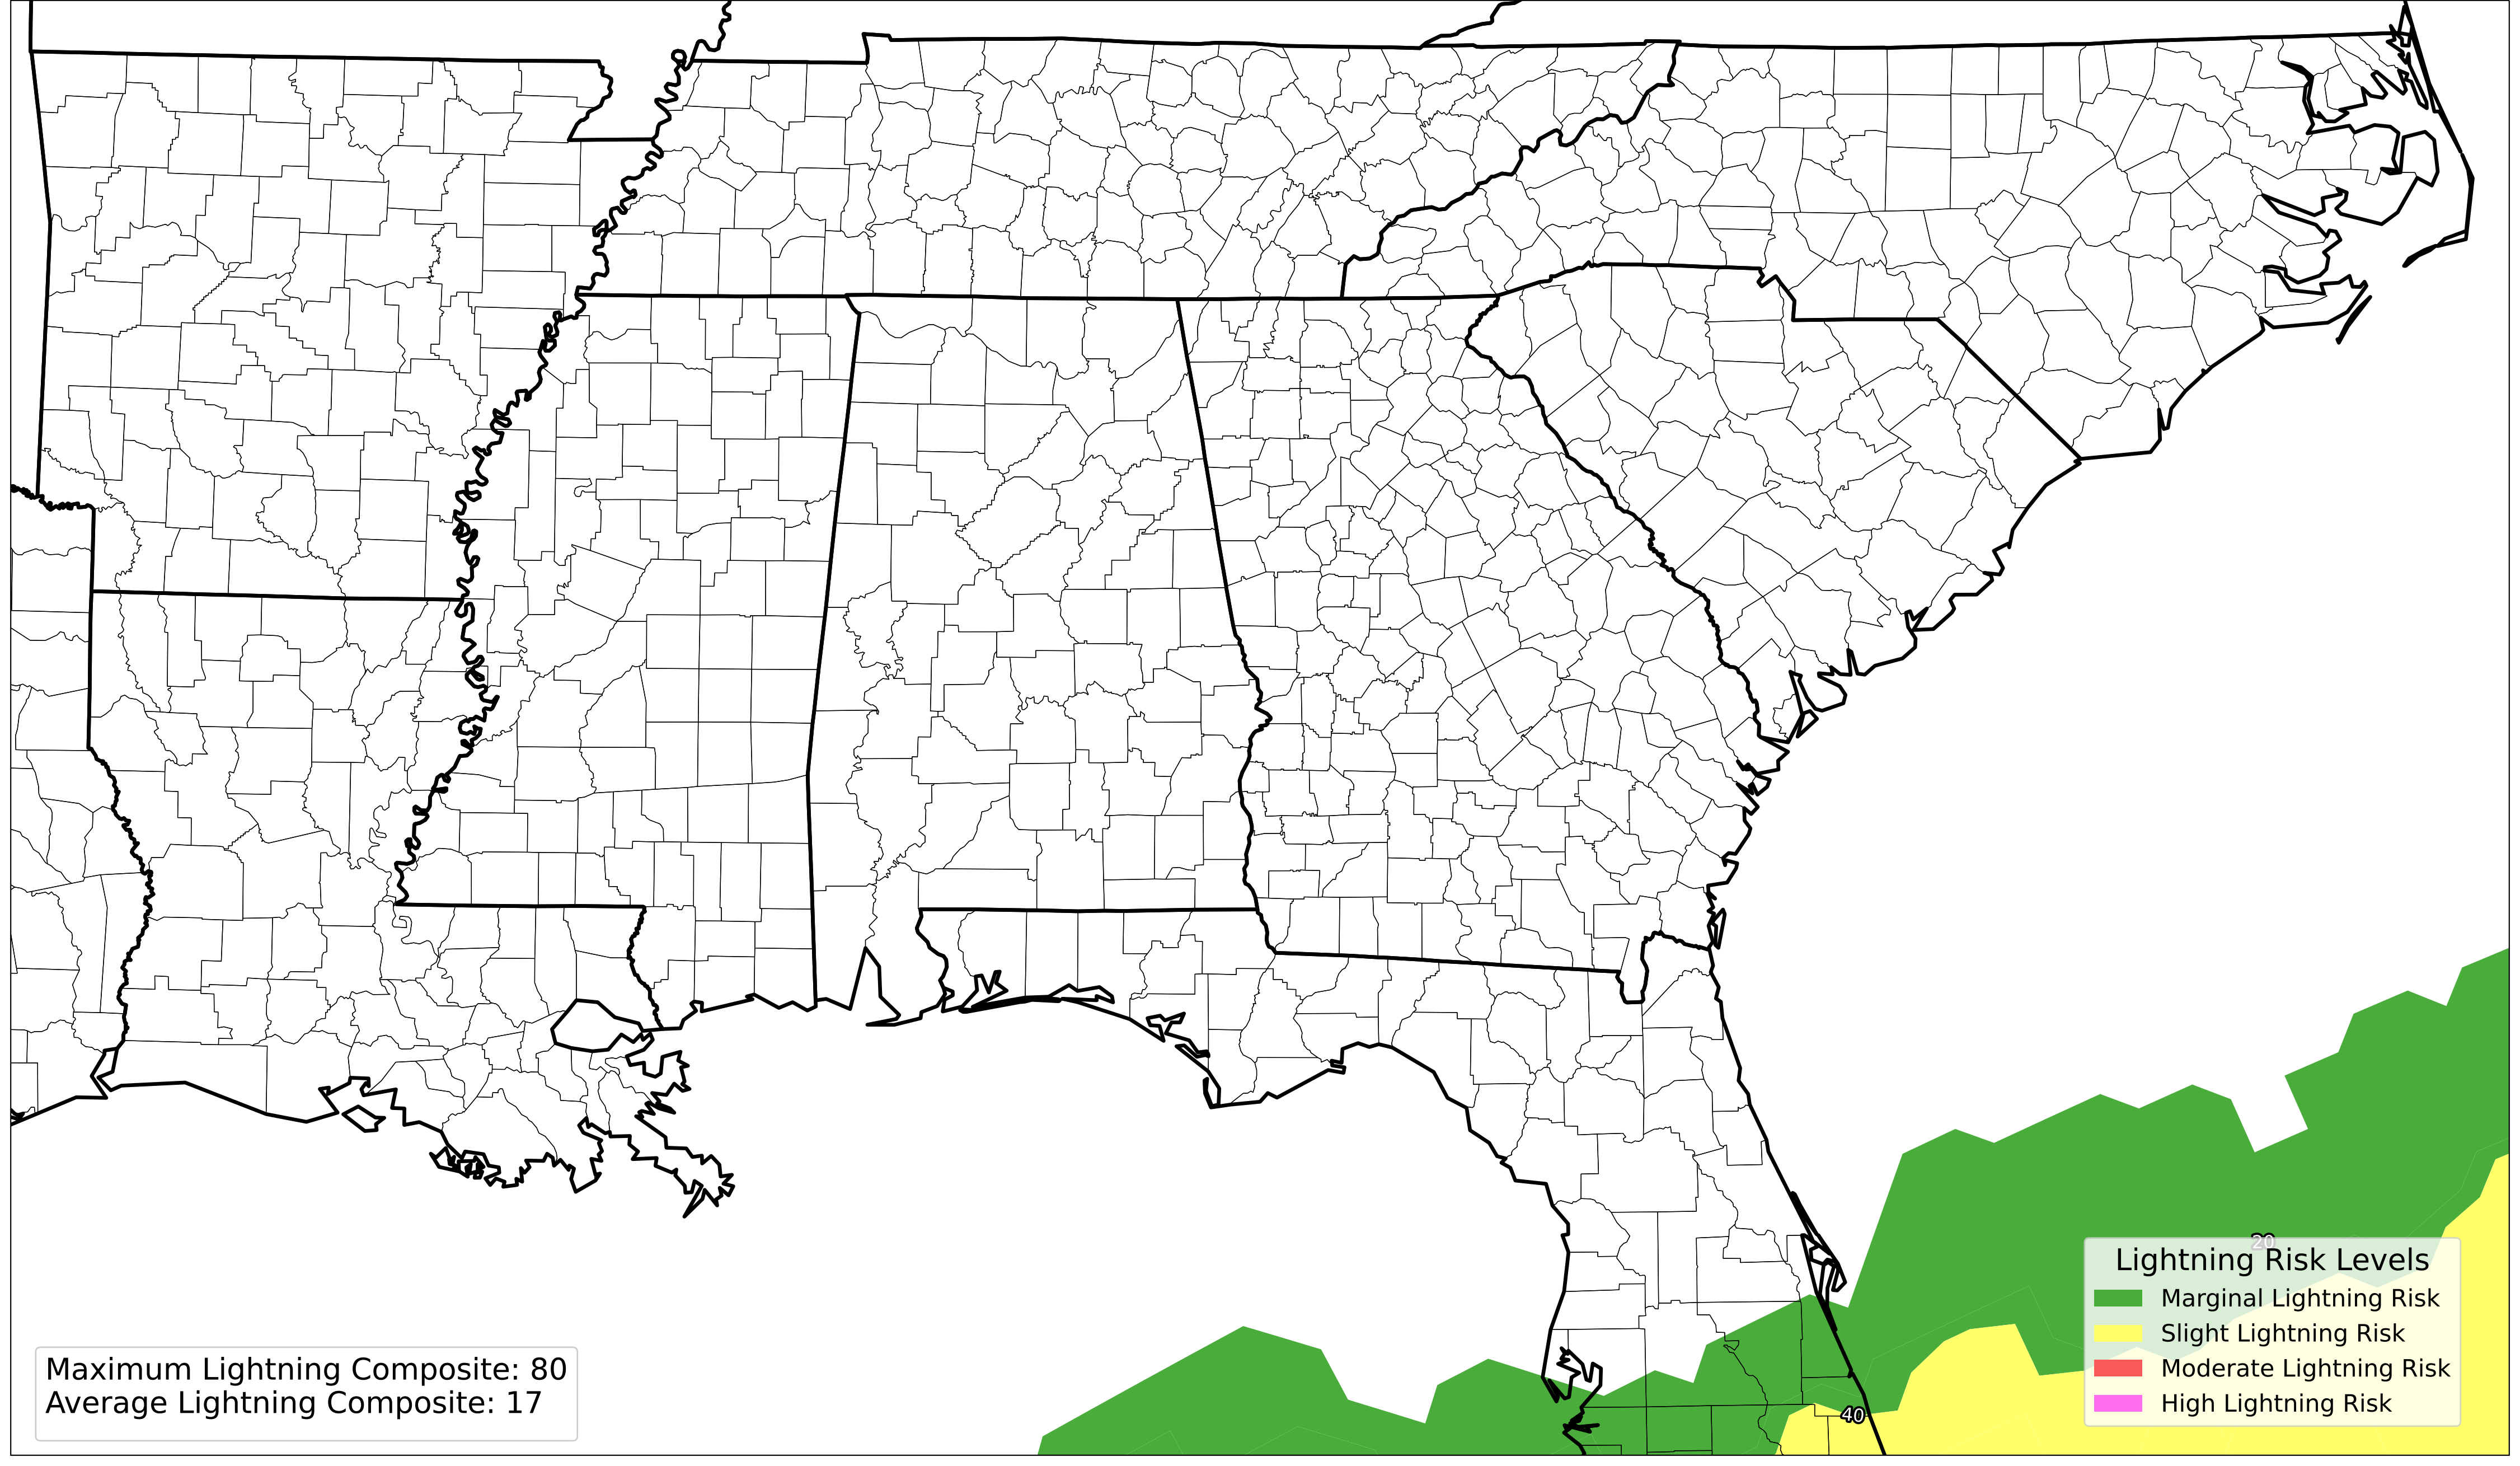 20
Lightning Risk Levels
Marginal Lightning Risk
Slight Lightning Risk
Moderate Lightning Risk
High Lightning Risk
Maximum Lightning Composite: 80
Average Lightning Composite: 17
40